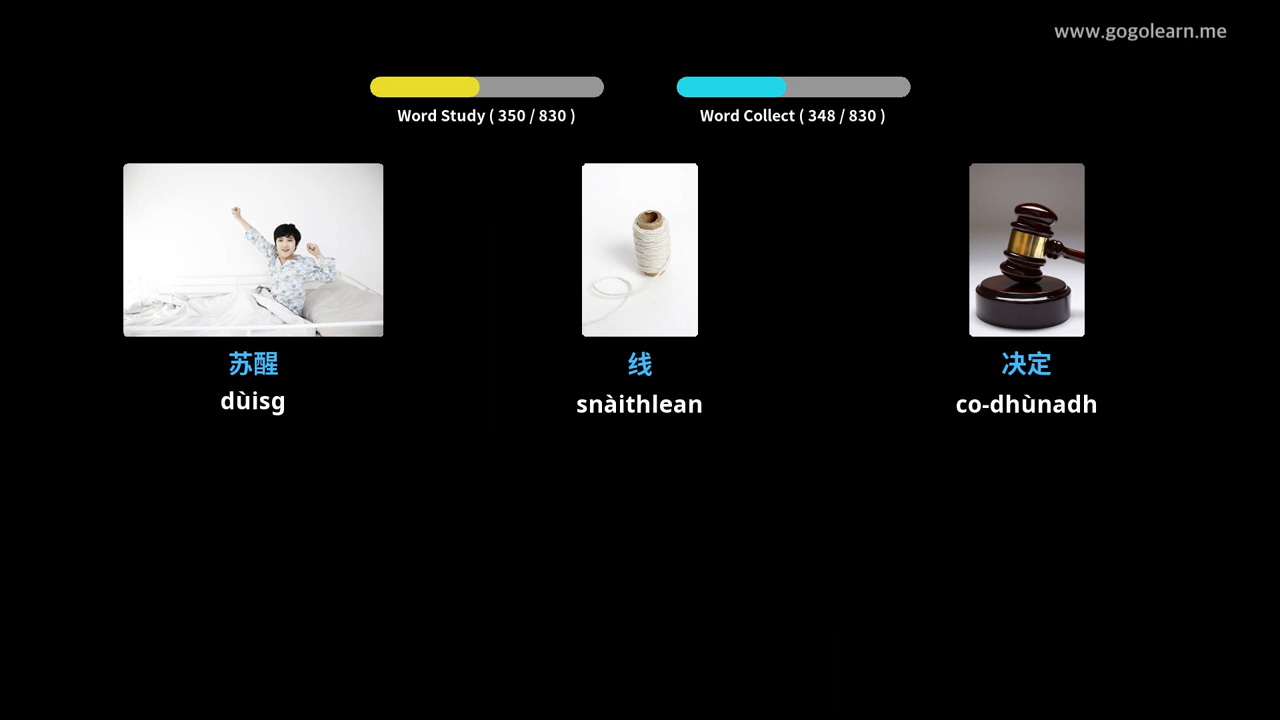 www.gogolearn.me
Word Study ( 350 / 830 )
Word Collect ( 348 / 830 )
苏醒
dùisg
线
snàithlean
决定
co-dhùnadh